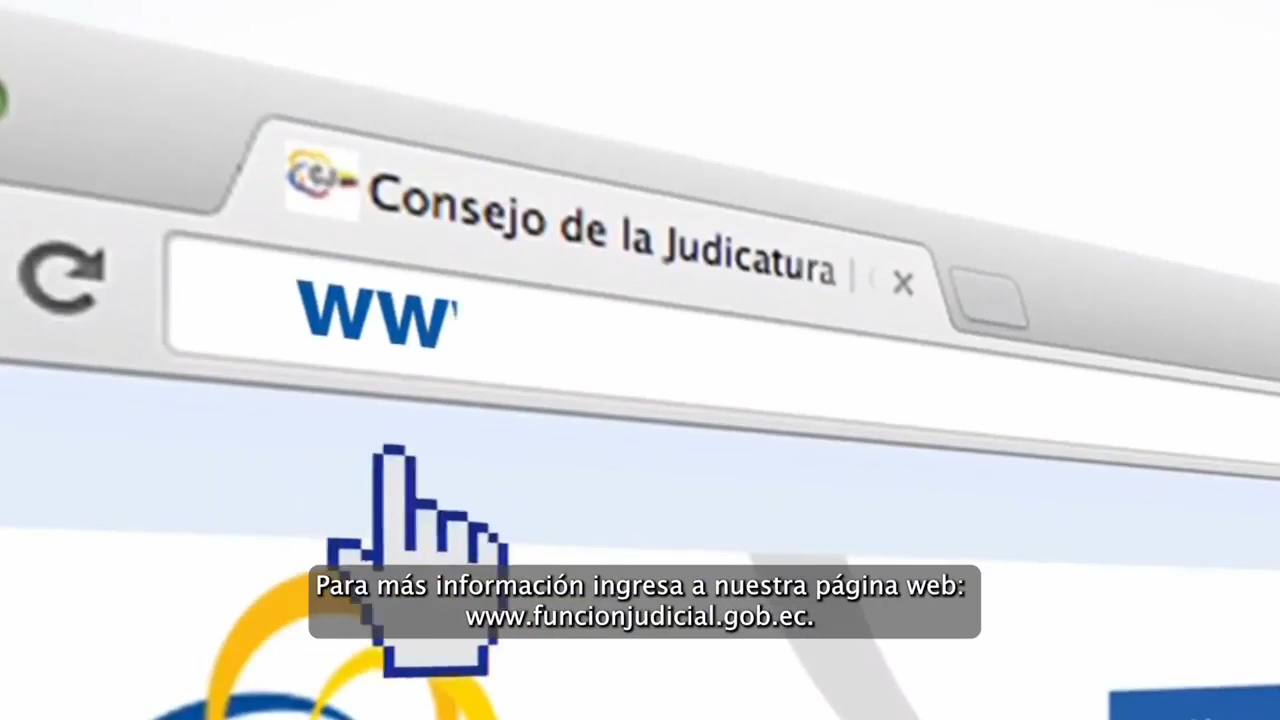 Consejo de la Judicatura |
WW
Para más información ingresa a nuestra página web:
www.funcionjudicial.gob.ec.